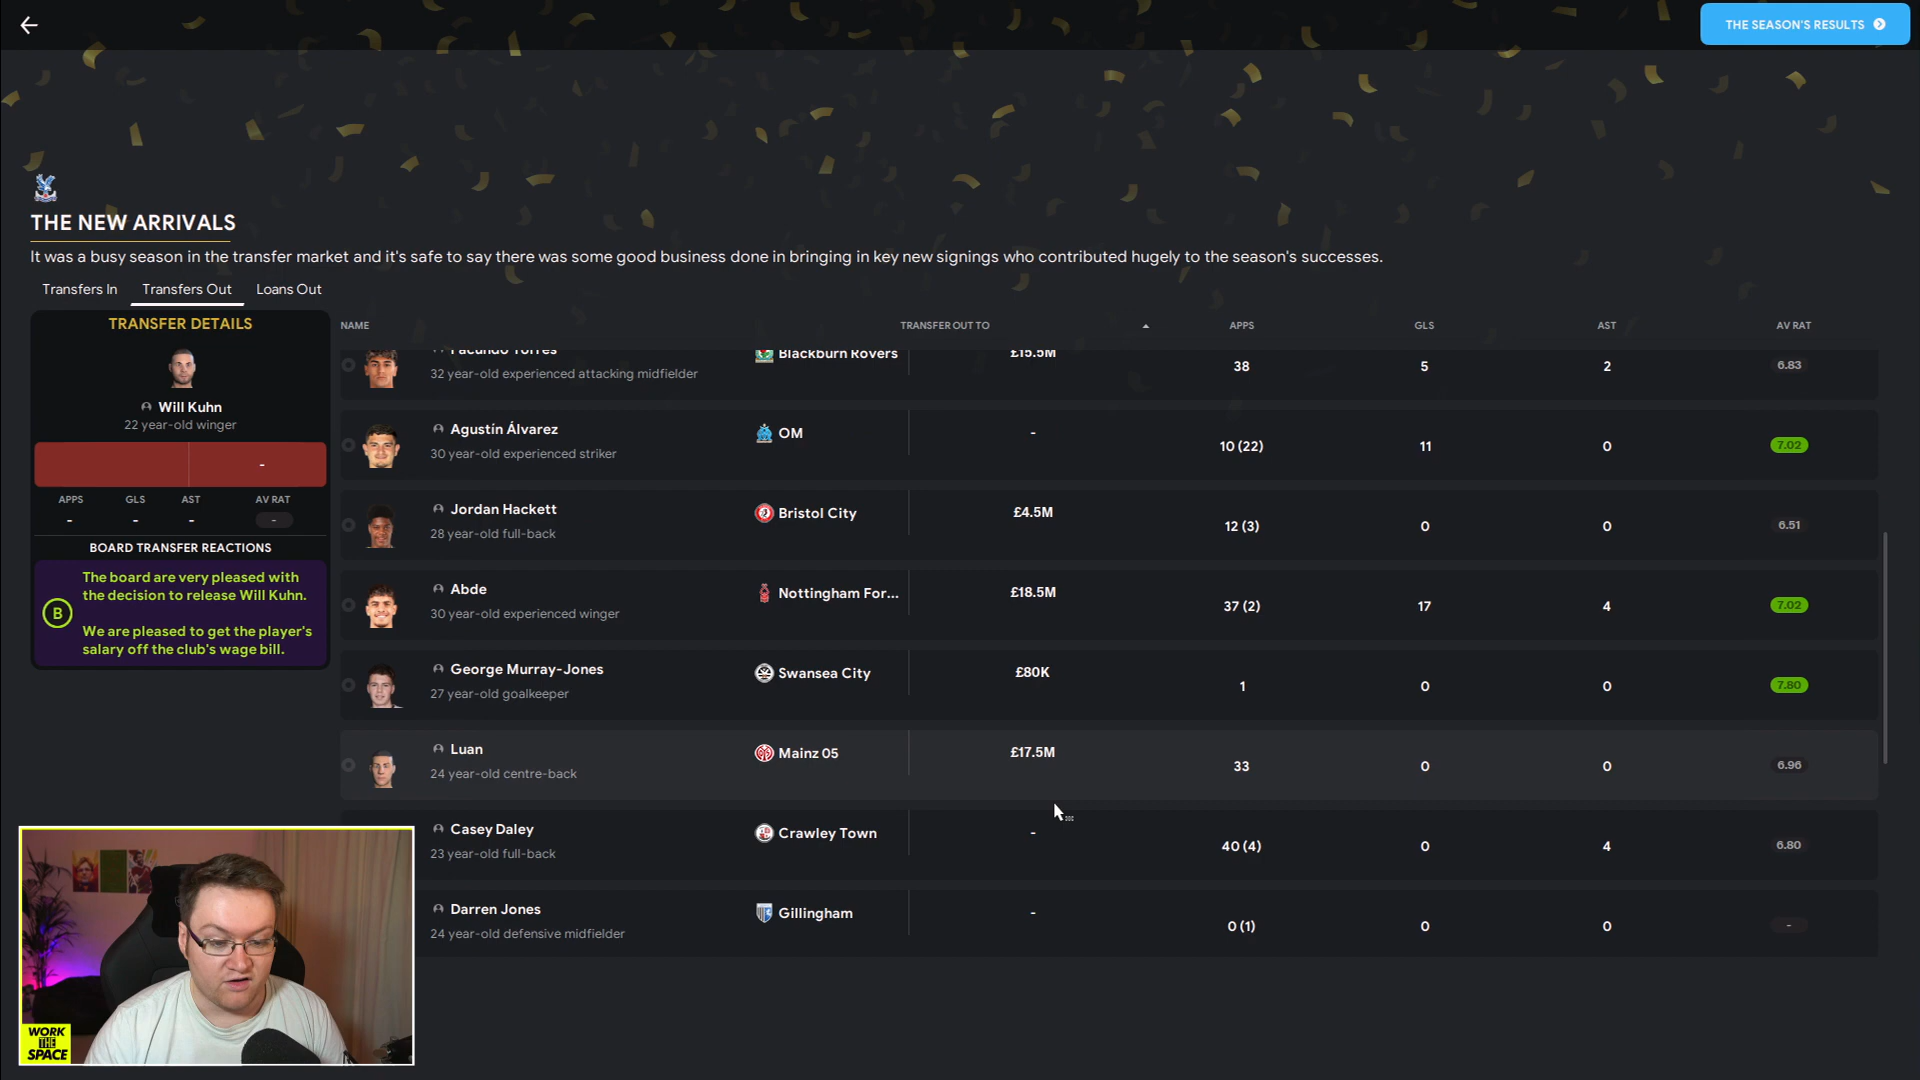 THE SEASON'S RESULTS
THE NEW ARRIVALS
It was a busy season in the transfer market and it's safe to say there was some good business done in bringing in key new signings who contributed hugely to the season's successes.
Transfers In Transfers Out Loans Out
TRANSFER DETAILS
Will Kuhn
22 year-old winger
-
APPS GLS AST AV RAT
- - - -
BOARD TRANSFER REACTIONS
B
The board are very pleased with
the decision to release Will Kuhn.
We are pleased to get the player's
salary off the club's wage bill.
NAME TRANSFER OUT TO APPS GLS AST AV RAT
Facundo Torres Blackburn Rovers £15.5M 38 5 2 6.83
32 year-old experienced attacking midfielder
Agustín Álvarez OM - 10 (22) 11 0 7.02
30 year-old experienced striker
Jordan Hackett Bristol City £4.5M 12 (3) 0 0 6.51
28 year-old full-back
Abde Nottingham For... £18.5M 37 (2) 17 4 7.02
30 year-old experienced winger
George Murray-Jones Swansea City £80K 1 0 0 7.80
27 year-old goalkeeper
Luan Mainz 05 £17.5M 33 0 0 6.96
24 year-old centre-back
Casey Daley Crawley Town - 40 (4) 0 4 6.80
23 year-old full-back
Darren Jones Gillingham - 0 (1) 0 0 -
24 year-old defensive midfielder
WORK
THE
SPACE